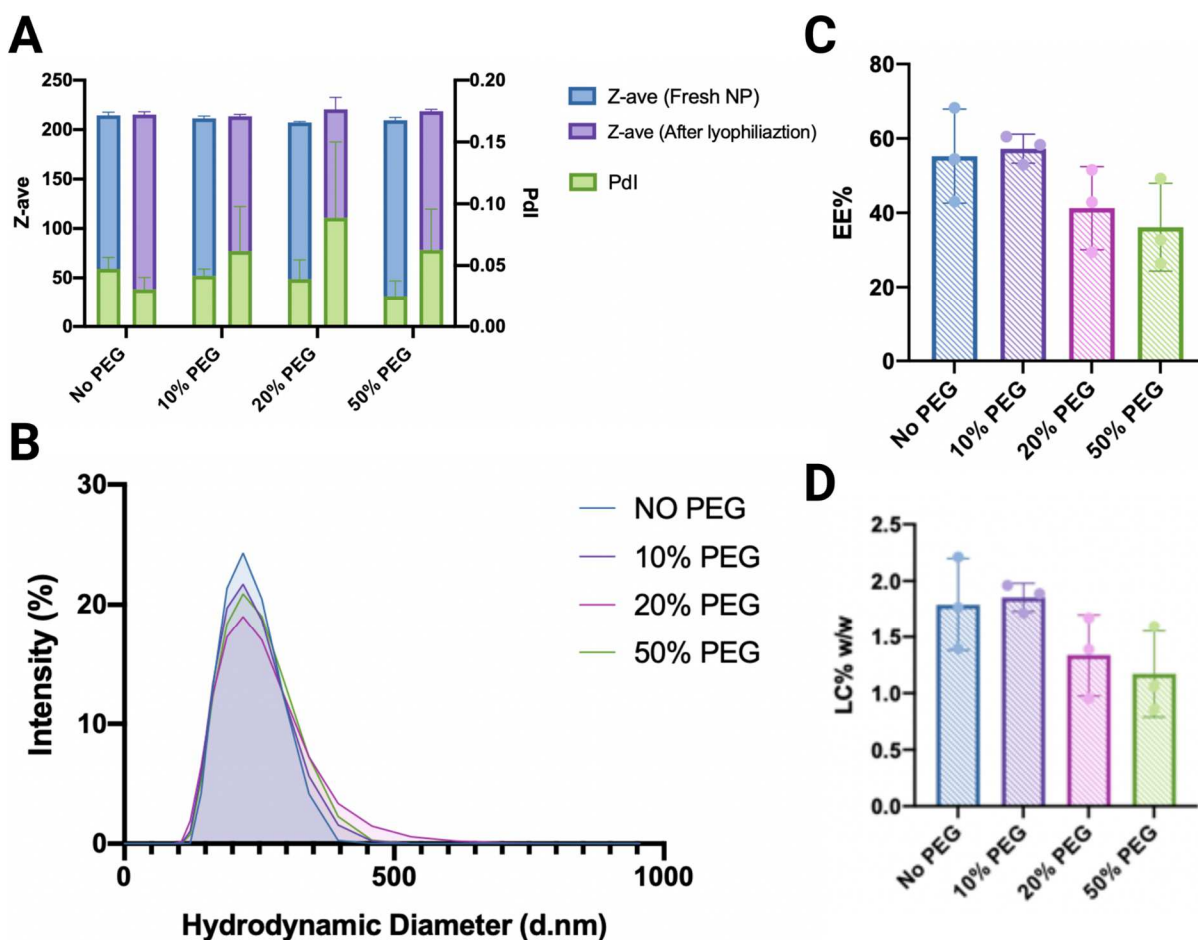 A
250
200
150
100
50
0
Z-ave
0.20
0.15
0.10
0.05
0.00
PdI
No PEG
10% PEG
20% PEG
50% PEG
Z-ave (Fresh NP)
Z-ave (After lyophiliaztion)
PdI
B
30
20
10
0
Intensity (%)
0
500
1000
Hydrodynamic Diameter (d.nm)
NO PEG
10% PEG
20% PEG
50% PEG
C
80
60
40
20
0
EE%
No PEG
10% PEG
20% PEG
50% PEG
D
2.5
2.0
1.5
1.0
0.5
0.0
LC% w/w
No PEG
10% PEG
20% PEG
50% PEG